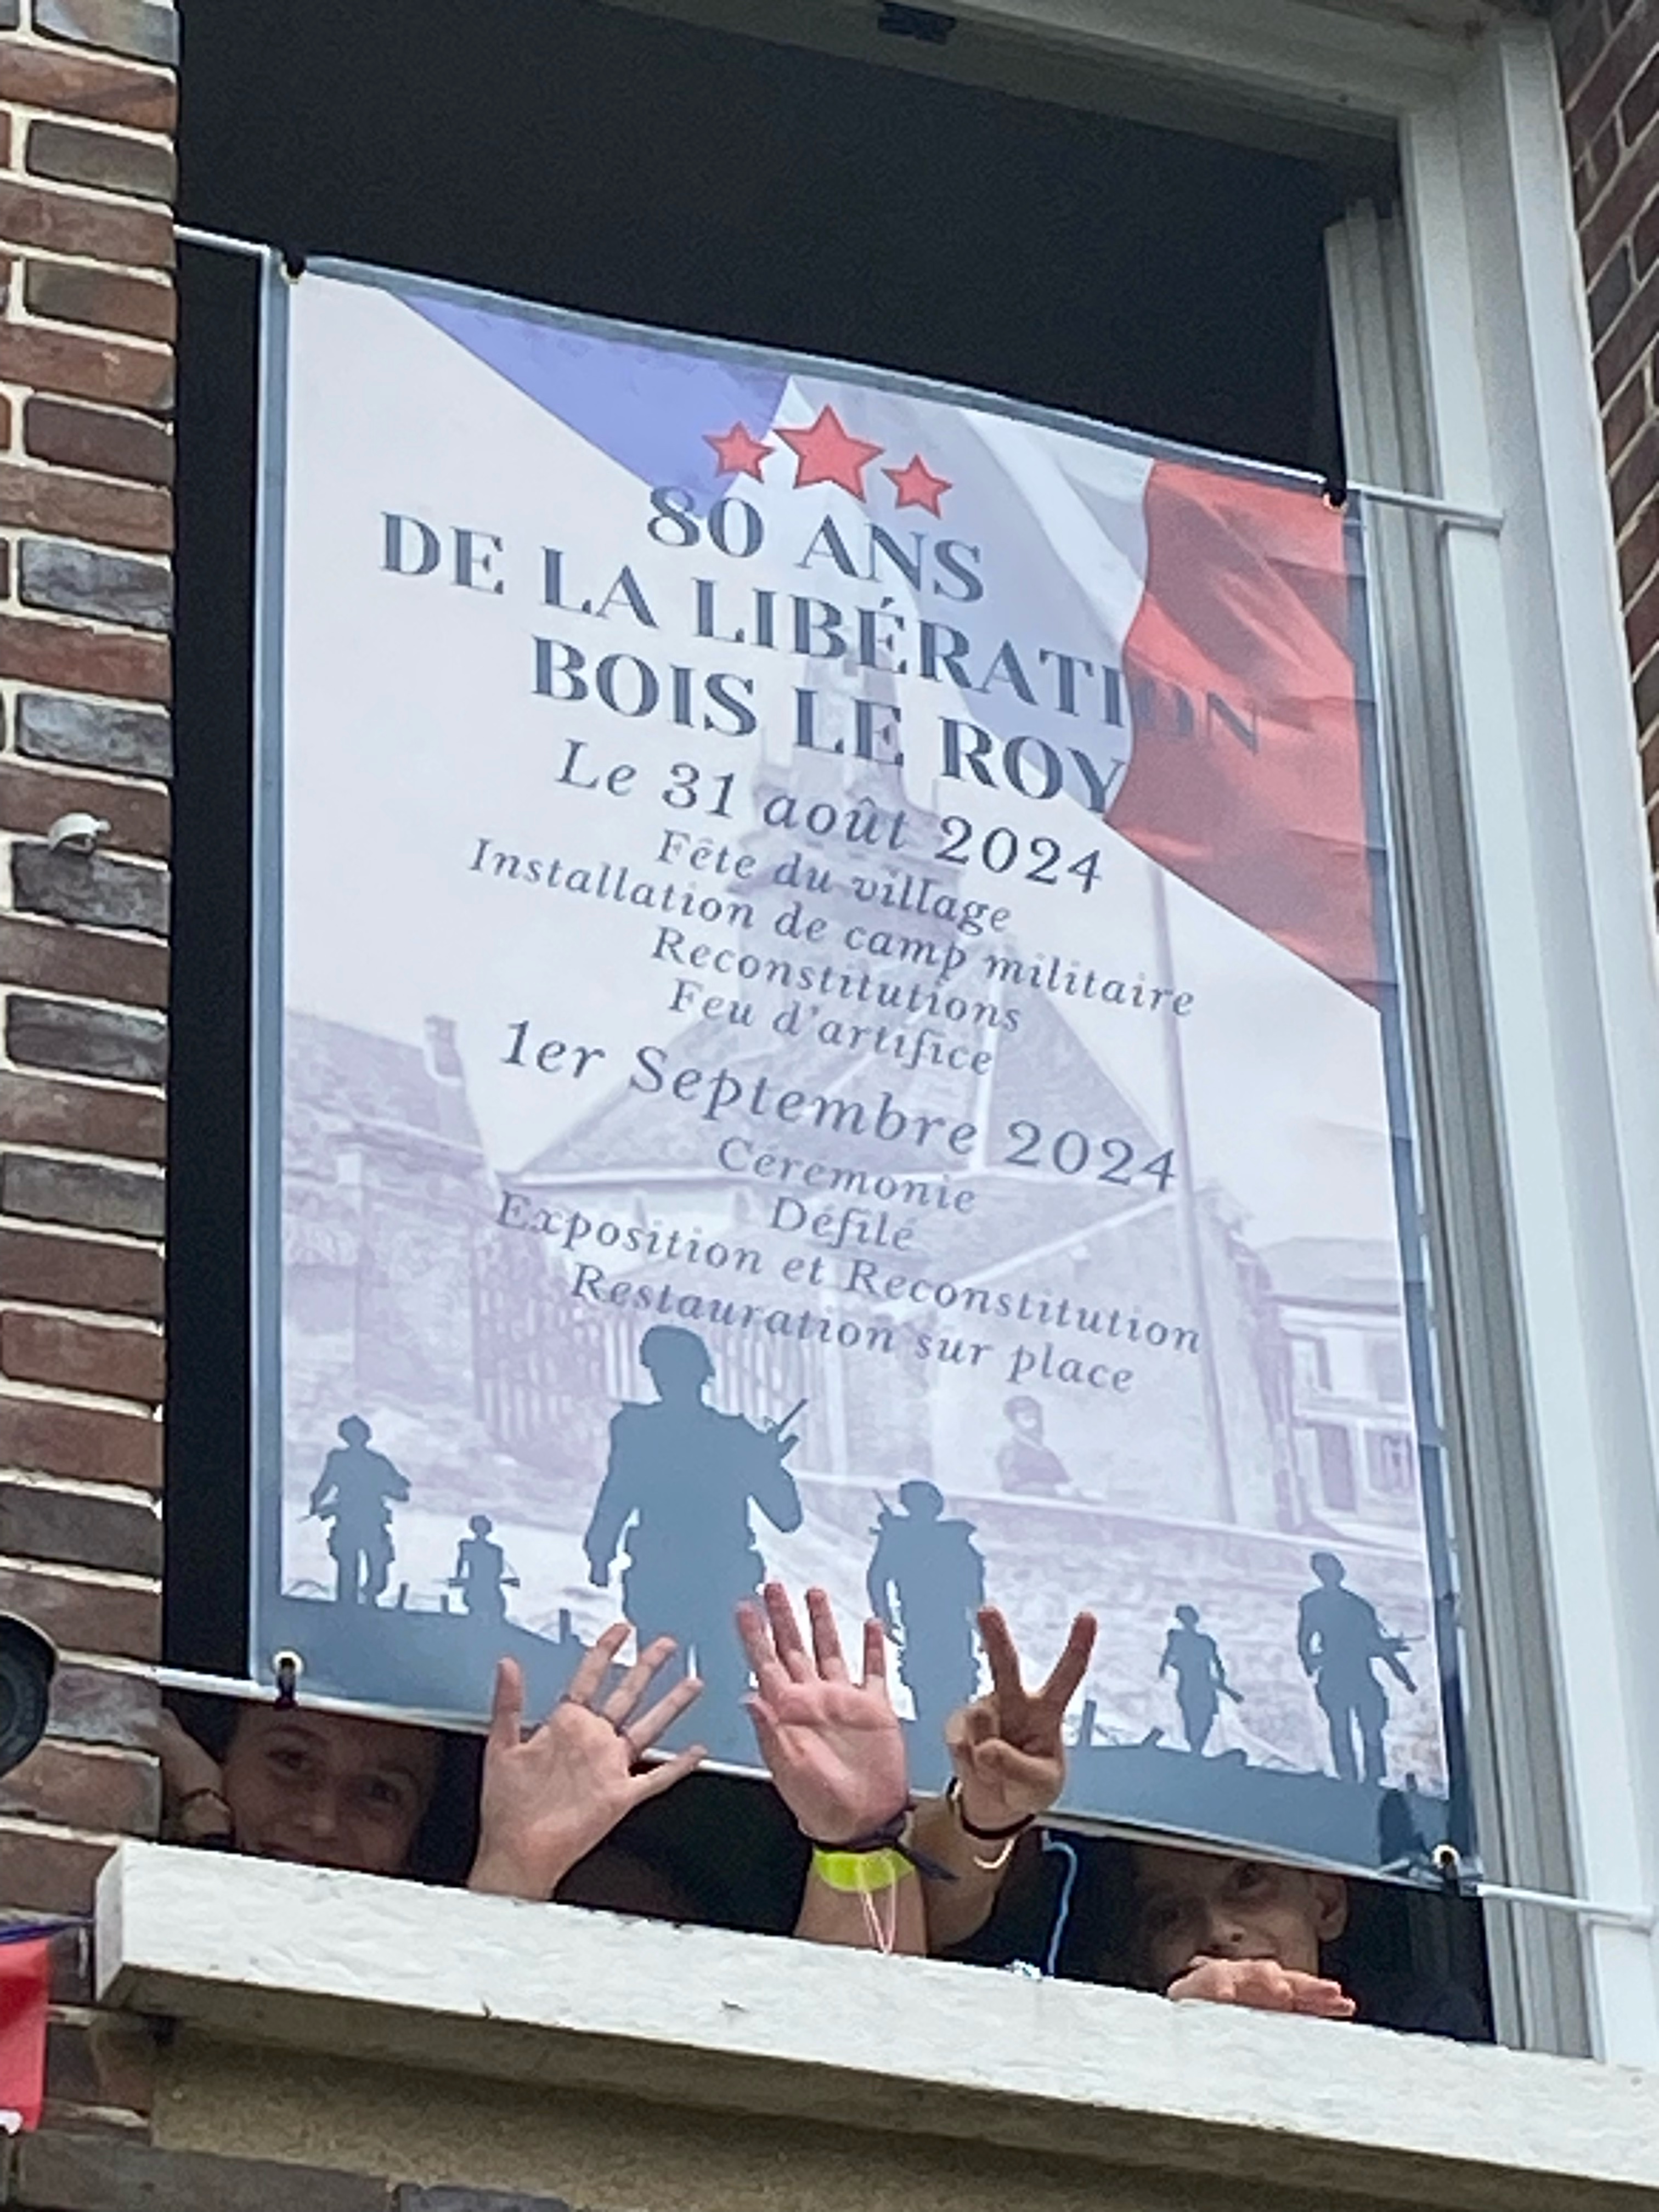 80 ANS
DE LA LIBÉRATION
BOIS LE ROY
Le 31 août 2024
Fête du village
Installation de camp militaire
Reconstitutions
Feu d'artifice
1er Septembre 2024
Cérémonie
Défilé
Exposition et Reconstitution
Restauration sur place